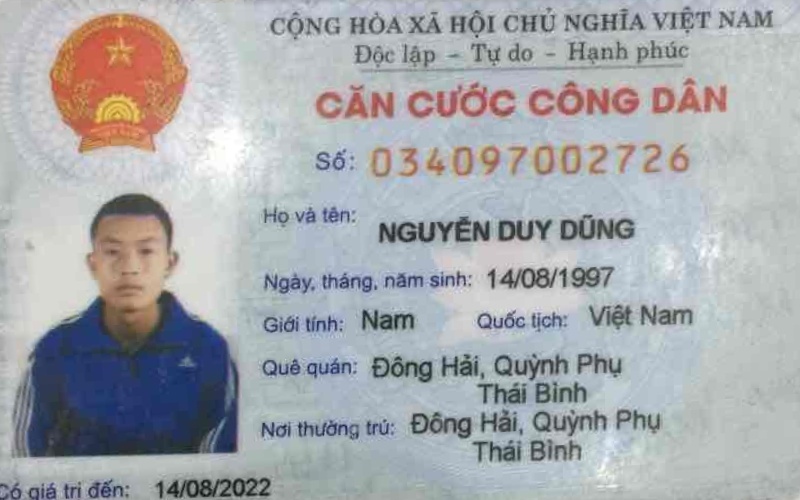 CỘNG HÒA XÃ HỘI CHỦ NGHĨA VIỆT NAM
Độc lập – Tự do – Hạnh phúc
CĂN CƯỚC CÔNG DÂN
Số: 034097002726
Họ và tên: NGUYỄN DUY DŨNG
Ngày, tháng, năm sinh: 14/08/1997
Giới tính: Nam Quốc tịch: Việt Nam
Quê quán: Đông Hải, Quỳnh Phụ
Thái Bình
Nơi thường trú: Đông Hải, Quỳnh Phụ
Thái Bình
Có giá trị đến: 14/08/2022